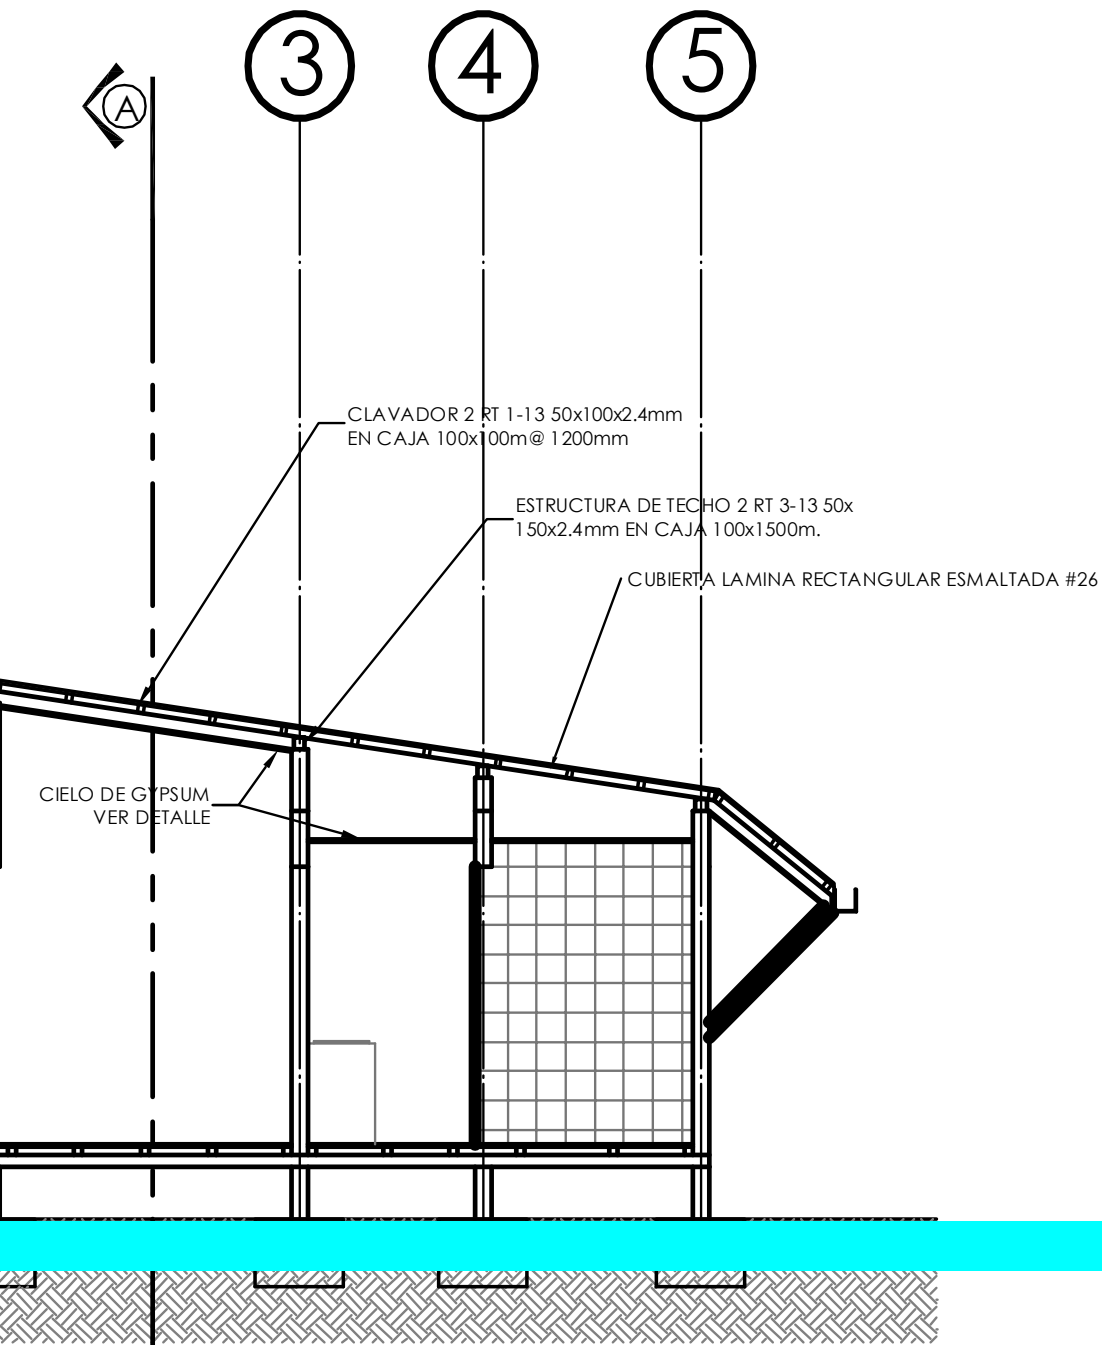 3 4 5
A
CLAVADOR 2 RT 1-13 50x100x2.4mm
EN CAJA 100x100m@ 1200mm
ESTRUCTURA DE TECHO 2 RT 3-13 50x
150x2.4mm EN CAJA 100x1500m.
CUBIERTA LAMINA RECTANGULAR ESMALTADA #26
CIELO DE GYPSUM
VER DETALLE